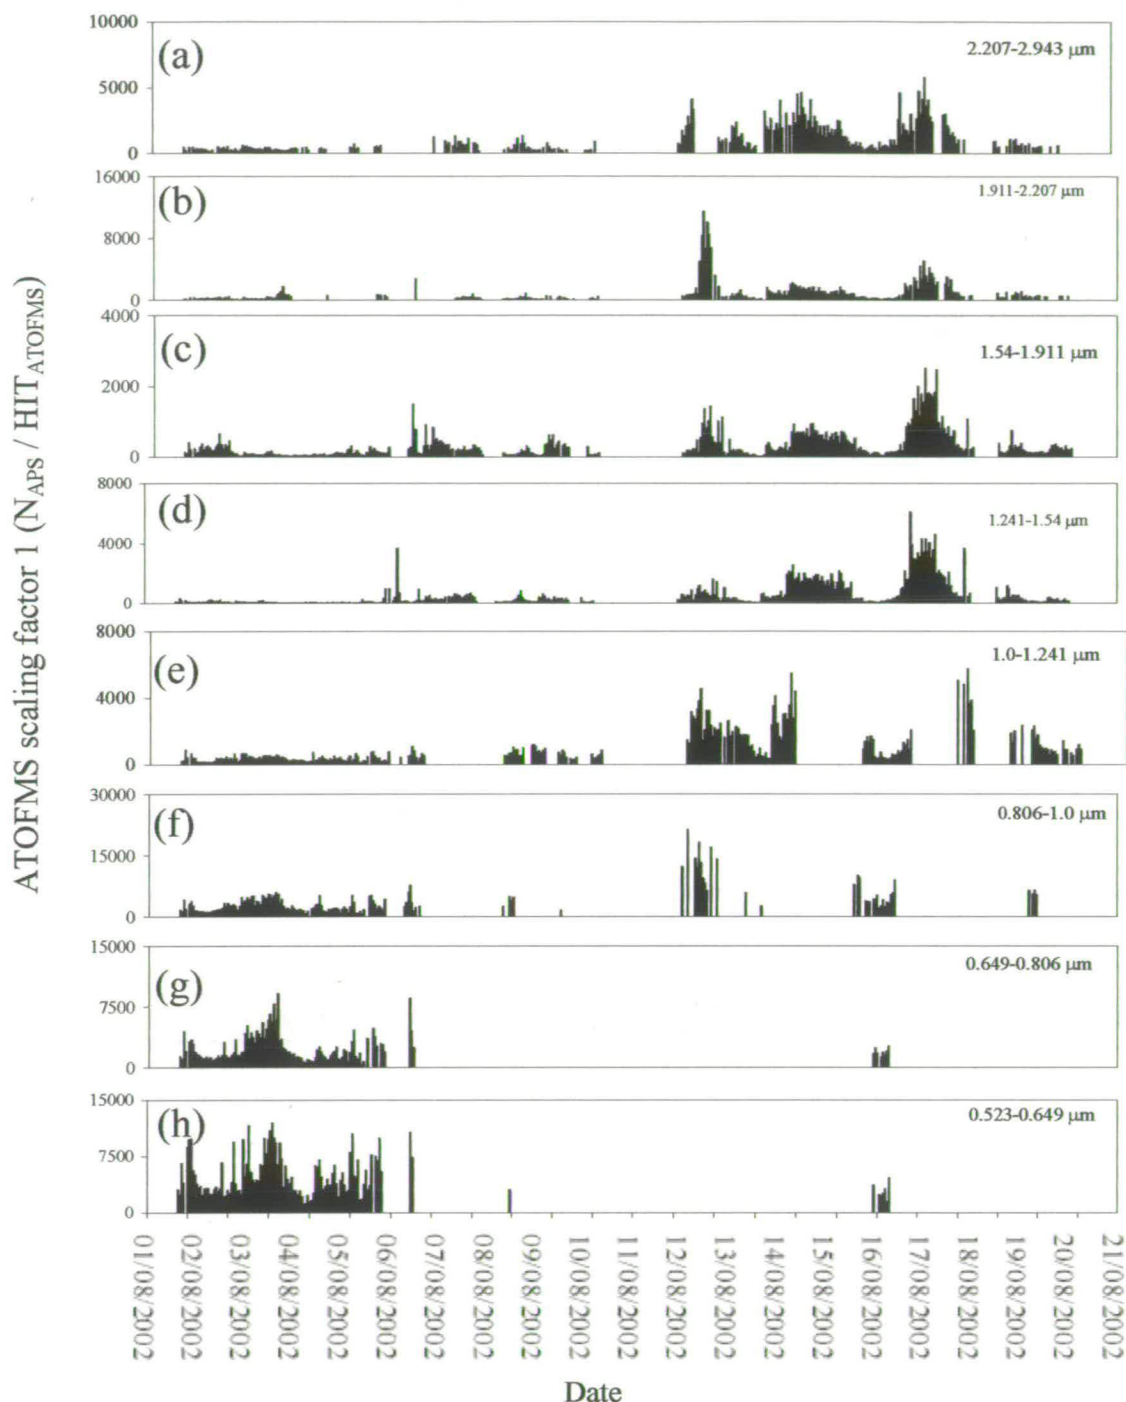 ATOFMS scaling factor 1 (N_APS / HIT_ATOFMS)
10000
5000
0
(a)
2.207-2.943 µm
16000
8000
0
(b)
1.911-2.207 µm
4000
2000
0
(c)
1.54-1.911 µm
8000
4000
0
(d)
1.241-1.54 µm
8000
4000
0
(e)
1.0-1.241 µm
30000
15000
0
(f)
0.806-1.0 µm
15000
7500
0
(g)
0.649-0.806 µm
15000
7500
0
(h)
0.523-0.649 µm
01/08/2002
02/08/2002
03/08/2002
04/08/2002
05/08/2002
06/08/2002
07/08/2002
08/08/2002
09/08/2002
10/08/2002
12/08/2002
13/08/2002
14/08/2002
15/08/2002
16/08/2002
17/08/2002
18/08/2002
19/08/2002
20/08/2002
21/08/2002
Date